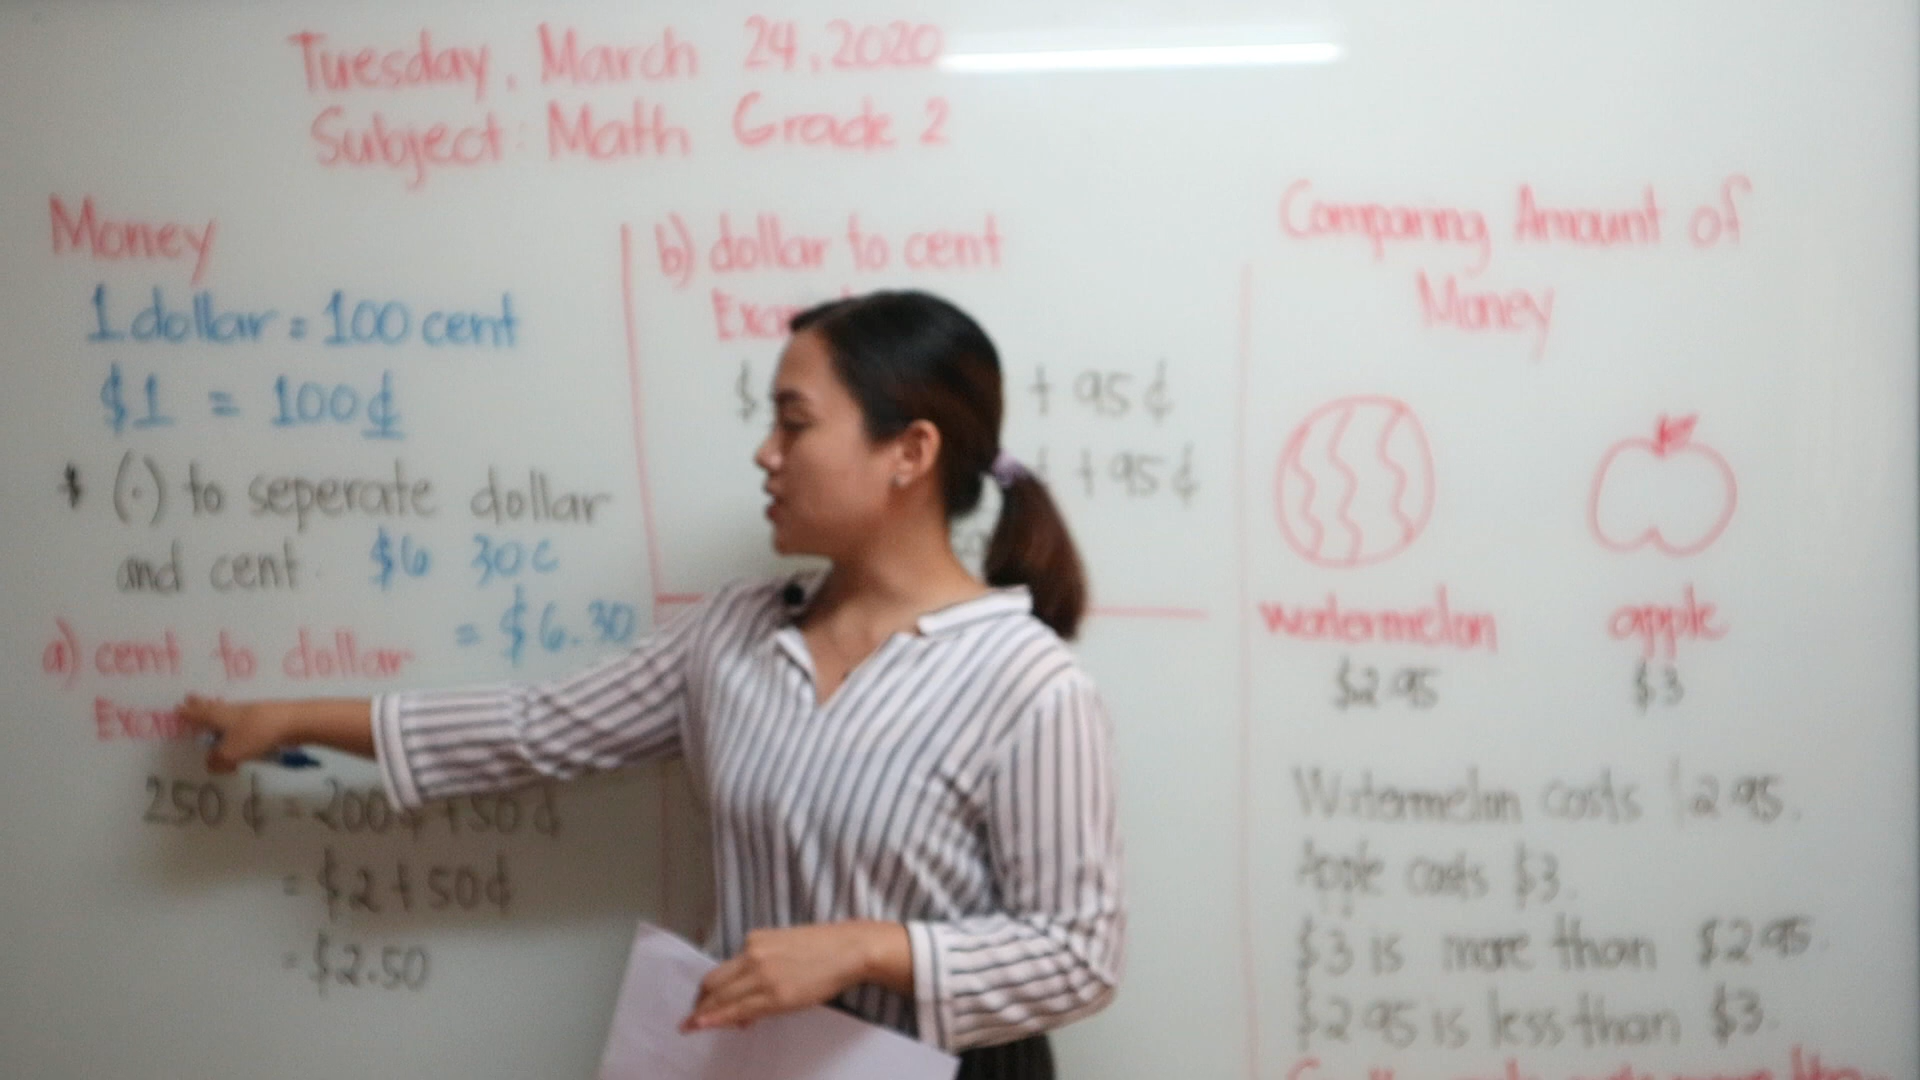 Tuesday, March 24, 2020
Subject: Math Grade 2
Money
1 dollar = 100 cent
$1 = 100¢
* (.) to seperate dollar
and cent. $6 30c
= $6.30
a) cent to dollar
250¢ = 200¢ + 50¢
= $2 + 50¢
= $2.50
b) dollar to cent
$ + 95¢
+ 95¢
Comparing Amount of
Money
watermelon apple
$2.95 $3
Watermelon costs $2.95.
Apple costs $3.
$3 is more than $2.95.
$2.95 is less than $3.